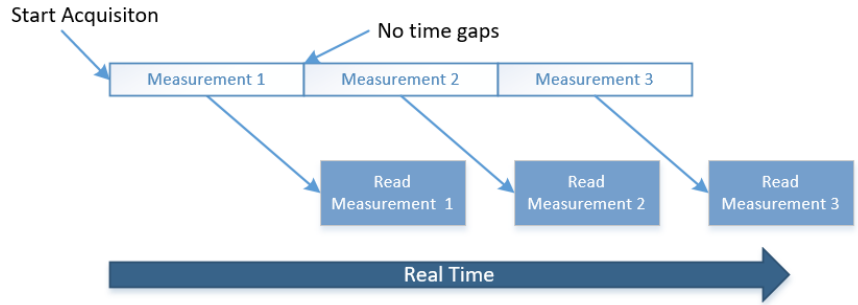 Start Acquisiton
No time gaps
Measurement 1
Measurement 2
Measurement 3
Read
Measurement 1
Read
Measurement 2
Read
Measurement 3
Real Time